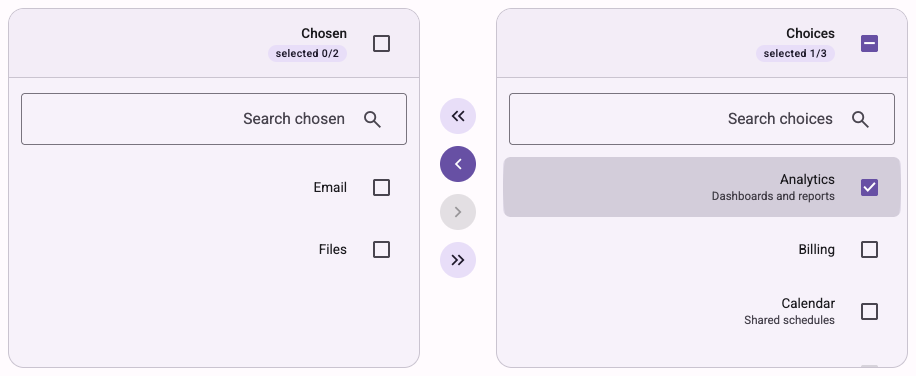 Chosen
selected 0/2
Search chosen
Email
Files
Choices
selected 1/3
Search choices
Analytics
Dashboards and reports
Billing
Calendar
Shared schedules